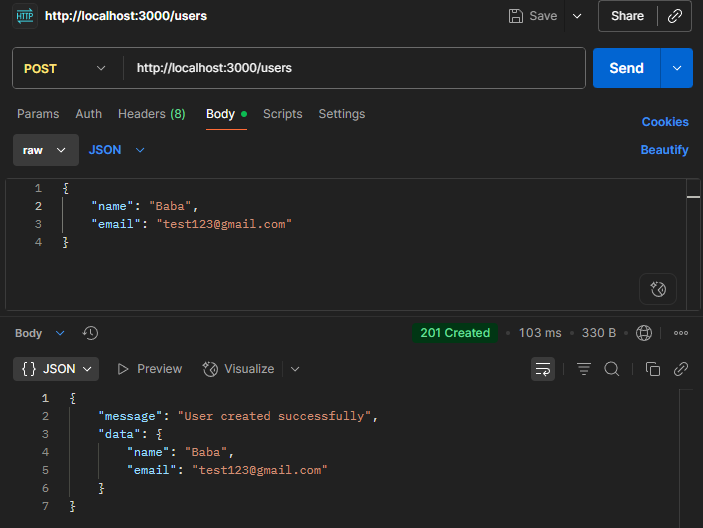 HTTP http://localhost:3000/users Save Share
POST http://localhost:3000/users Send
Params Auth Headers (8) Body Scripts Settings Cookies
raw JSON Beautify
1 {
2 "name": "Baba",
3 "email": "test123@gmail.com"
4 }
Body 201 Created • 103 ms • 330 B
{} JSON Preview Visualize
1 {
2 "message": "User created successfully",
3 "data": {
4 "name": "Baba",
5 "email": "test123@gmail.com"
6 }
7 }